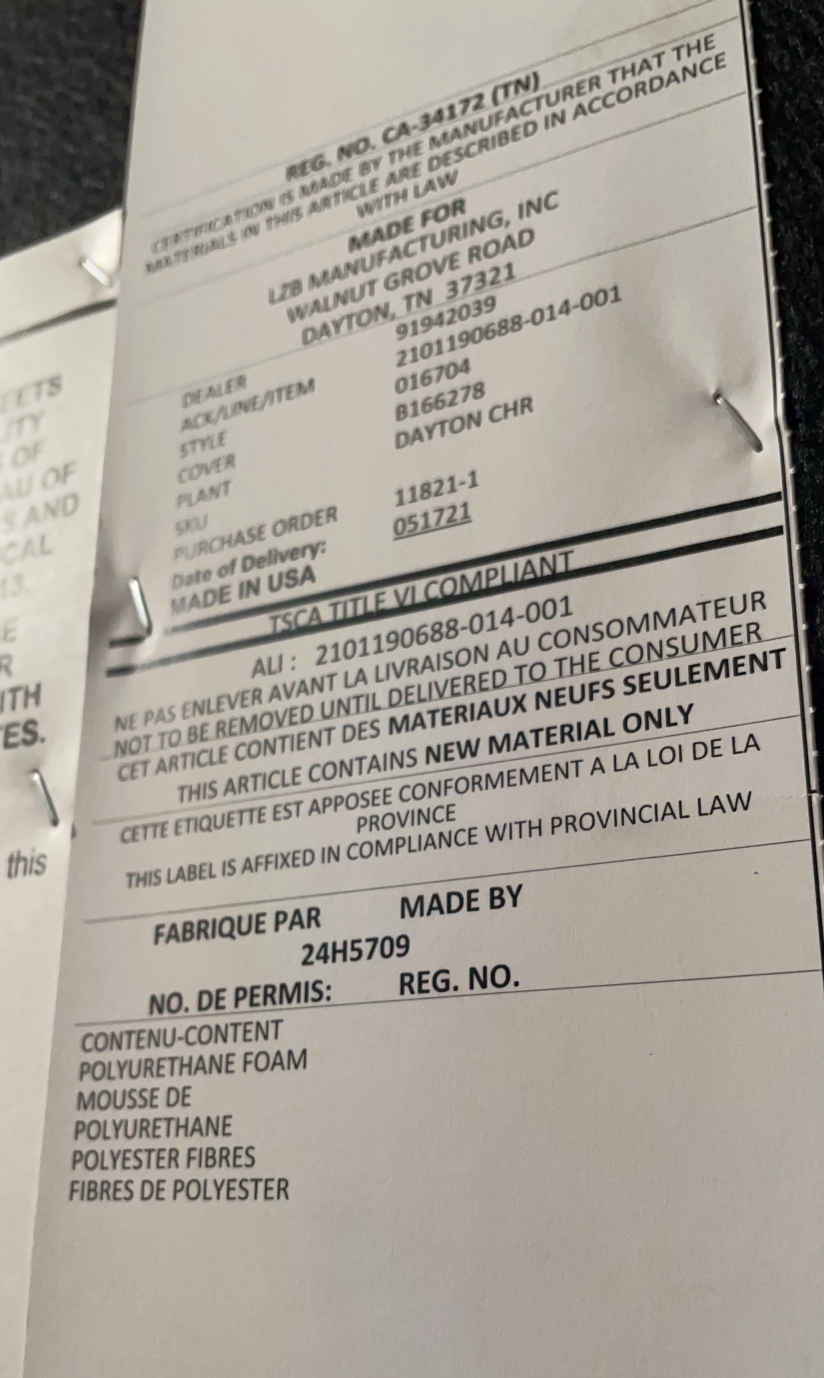 REG. NO. CA-34172 (TN)
CERTIFICATION IS MADE BY THE MANUFACTURER THAT THE
MATERIALS IN THIS ARTICLE ARE DESCRIBED IN ACCORDANCE
WITH LAW
MADE FOR
LZB MANUFACTURING, INC
WALNUT GROVE ROAD
DAYTON, TN 37321
DEALER 91942039
ACK/LINE/ITEM 2101190688-014-001
STYLE 016704
COVER B166278
PLANT DAYTON CHR
SKU
PURCHASE ORDER 11821-1
Date of Delivery: 051721
MADE IN USA
TSCA TITLE VI COMPLIANT
ALI : 2101190688-014-001
NE PAS ENLEVER AVANT LA LIVRAISON AU CONSOMMATEUR
NOT TO BE REMOVED UNTIL DELIVERED TO THE CONSUMER
CET ARTICLE CONTIENT DES MATERIAUX NEUFS SEULEMENT
THIS ARTICLE CONTAINS NEW MATERIAL ONLY
CETTE ETIQUETTE EST APPOSEE CONFORMEMENT A LA LOI DE LA
PROVINCE
THIS LABEL IS AFFIXED IN COMPLIANCE WITH PROVINCIAL LAW
FABRIQUE PAR MADE BY
24H5709
NO. DE PERMIS: REG. NO.
CONTENU-CONTENT
POLYURETHANE FOAM
MOUSSE DE
POLYURETHANE
POLYESTER FIBRES
FIBRES DE POLYESTER
OF
AU OF
S AND
CAL
ITH
ES.
this